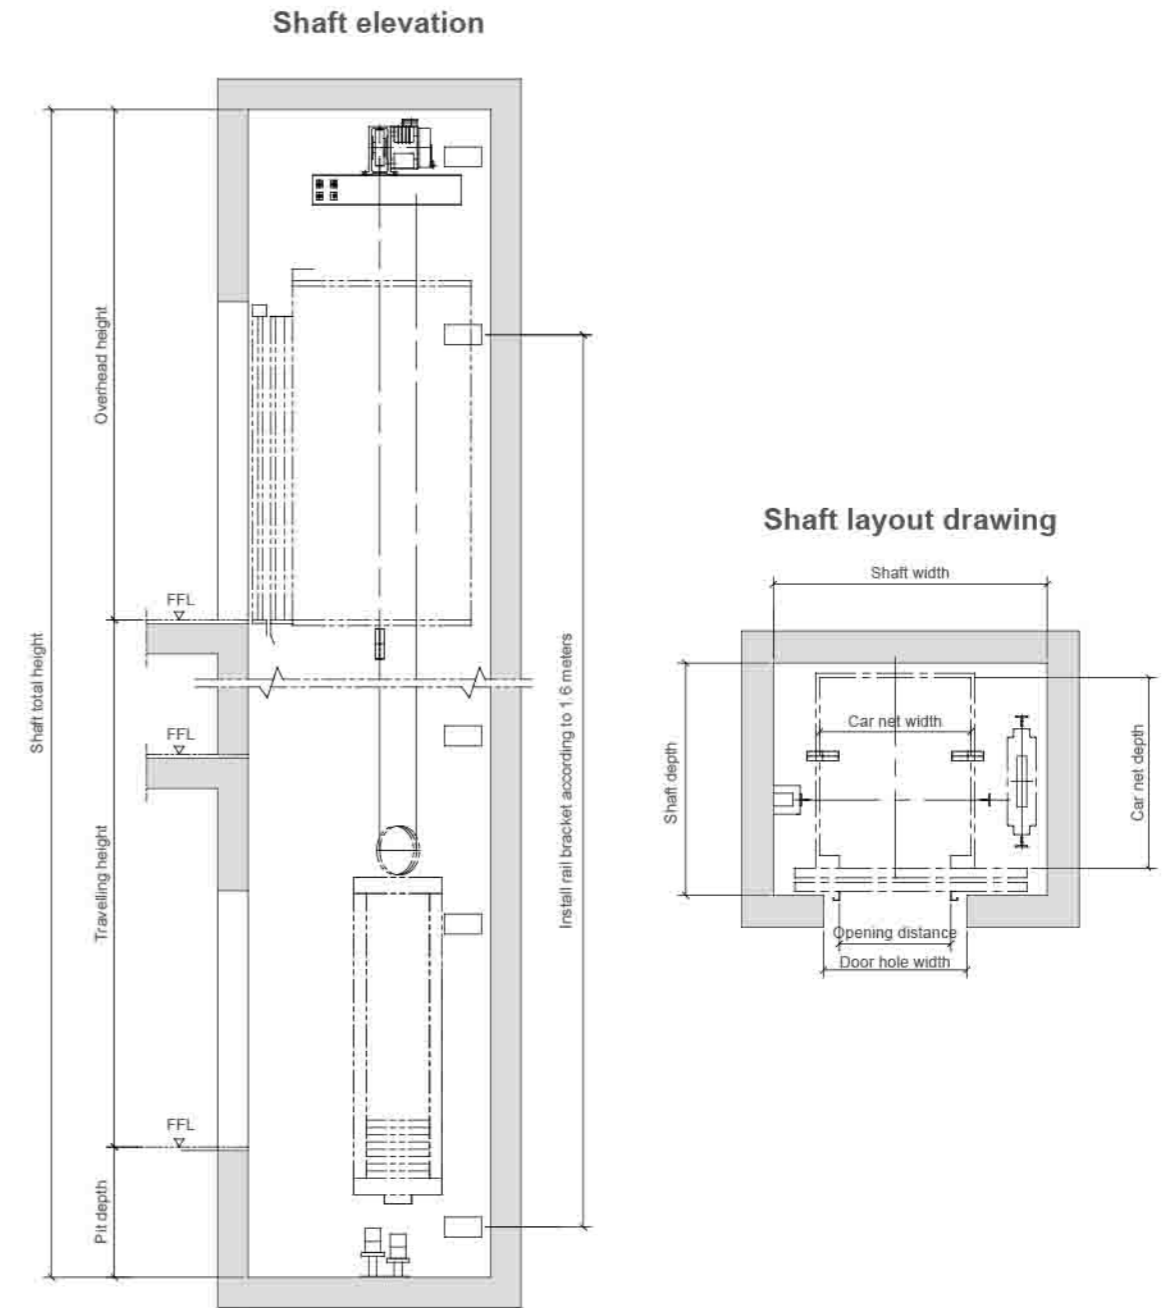 Shaft elevation
Overhead height
FFL
Shaft total height
FFL
Travelling height
Install rail bracket according to 1.6 meters
FFL
Pit depth
Shaft layout drawing
Shaft width
Car net width
Shaft depth
Car net depth
Opening distance
Door hole width